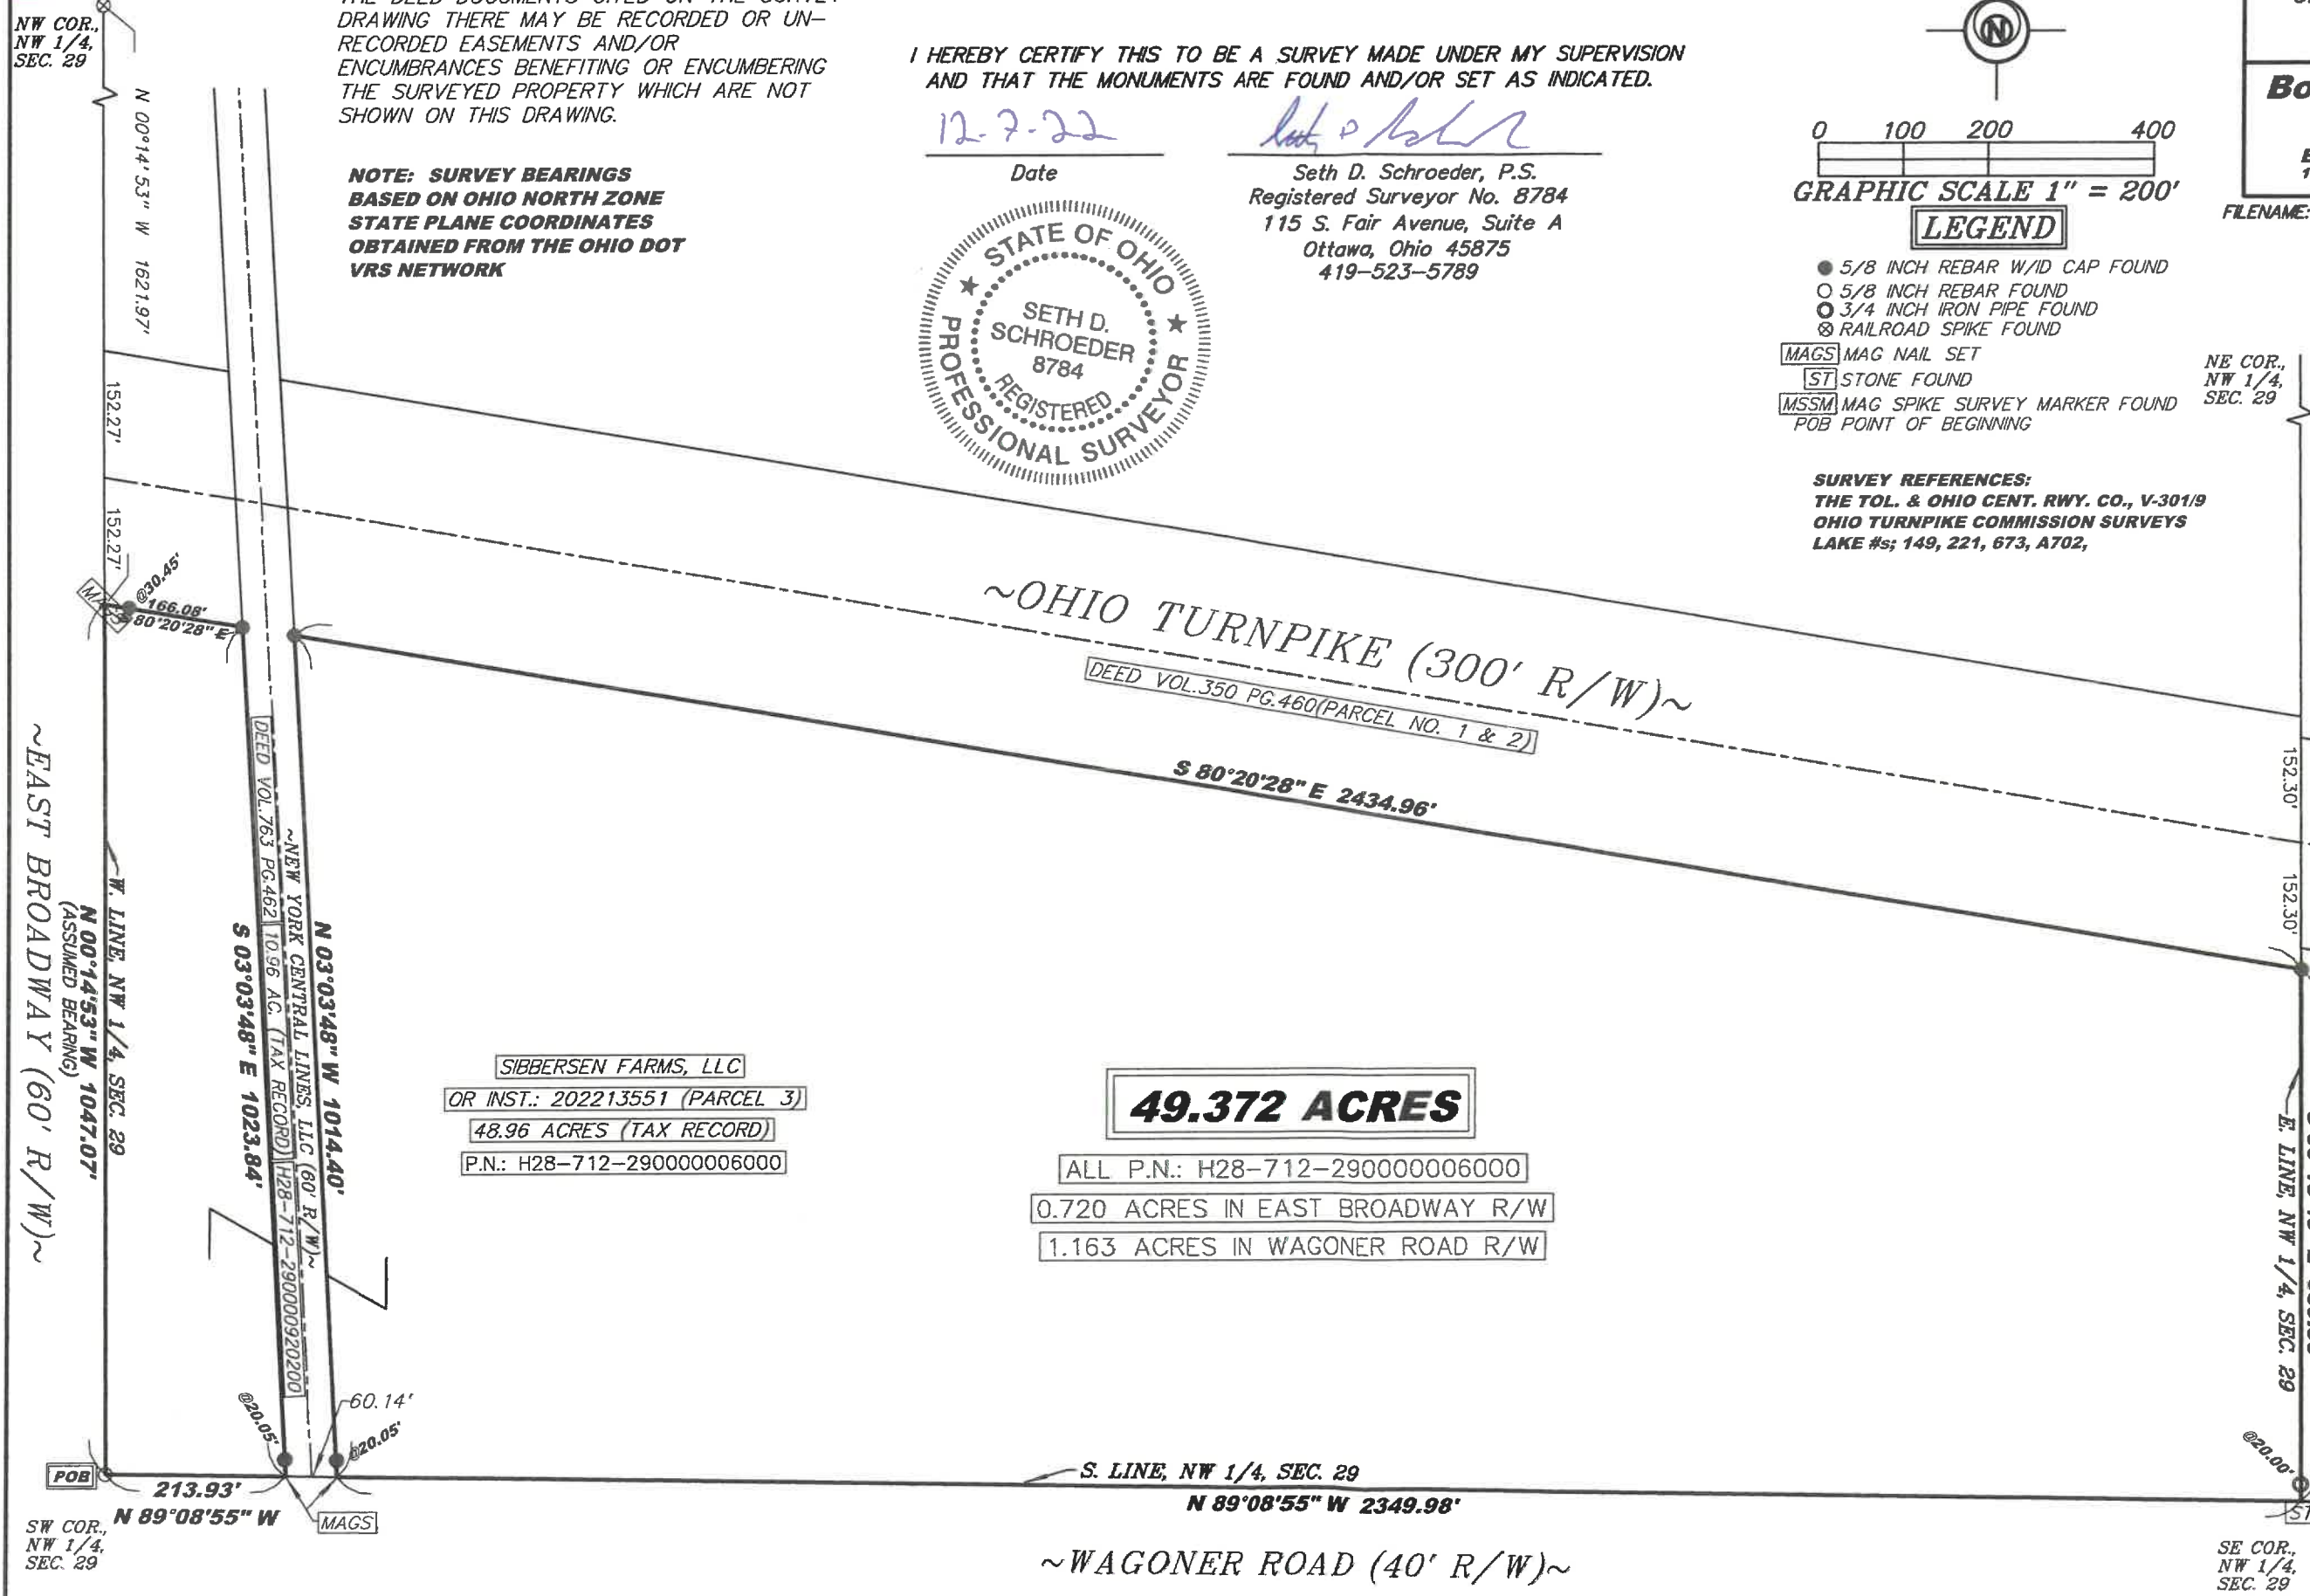 NW COR.,
NW 1/4,
SEC. 29
DRAWING THERE MAY BE RECORDED OR UN–
RECORDED EASEMENTS AND/OR
ENCUMBRANCES BENEFITING OR ENCUMBERING
THE SURVEYED PROPERTY WHICH ARE NOT
SHOWN ON THIS DRAWING.
NOTE: SURVEY BEARINGS
BASED ON OHIO NORTH ZONE
STATE PLANE COORDINATES
OBTAINED FROM THE OHIO DOT
VRS NETWORK
I HEREBY CERTIFY THIS TO BE A SURVEY MADE UNDER MY SUPERVISION
AND THAT THE MONUMENTS ARE FOUND AND/OR SET AS INDICATED.
12-7-22
Date
Seth D. Schroeder, P.S.
Registered Surveyor No. 8784
115 S. Fair Avenue, Suite A
Ottawa, Ohio 45875
419–523–5789
STATE OF OHIO
SETH D.
SCHROEDER
8784
REGISTERED
PROFESSIONAL SURVEYOR
N
0 100 200 400
GRAPHIC SCALE 1" = 200'
LEGEND
5/8 INCH REBAR W/ID CAP FOUND
5/8 INCH REBAR FOUND
3/4 INCH IRON PIPE FOUND
RAILROAD SPIKE FOUND
MAGS MAG NAIL SET
ST STONE FOUND
MSSM MAG SPIKE SURVEY MARKER FOUND
POB POINT OF BEGINNING
Bo
FILENAME:
NE COR.,
NW 1/4,
SEC. 29
SURVEY REFERENCES:
THE TOL. & OHIO CENT. RWY. CO., V-301/9
OHIO TURNPIKE COMMISSION SURVEYS
LAKE #s; 149, 221, 673, A702,
N 00°14'53" W 1621.97'
152.27'
152.27'
@30.45'
166.08'
80°20'28" E
MAGS
~OHIO TURNPIKE (300' R/W)~
DEED VOL.350 PG.460(PARCEL NO. 1 & 2)
S 80°20'28" E 2434.96'
152.30'
152.30'
~EAST BROADWAY (60' R/W)~
N 00°14'53" W 1047.07'
(ASSUMED BEARING)
W. LINE, NW 1/4, SEC. 29
S 03°03'48" E 1023.84'
DEED VOL.763 PG.462 10.96 AC. (TAX RECORD) H28-712-290000920200
~NEW YORK CENTRAL LINES, LLC (60' R/W)~
N 03°03'48" W 1014.40'
SIBBERSEN FARMS, LLC
OR INST.: 202213551 (PARCEL 3)
48.96 ACRES (TAX RECORD)
P.N.: H28–712–290000006000
49.372 ACRES
ALL P.N.: H28–712–290000006000
0.720 ACRES IN EAST BROADWAY R/W
1.163 ACRES IN WAGONER ROAD R/W
E. LINE, NW 1/4, SEC. 29
@20.05'
60.14'
@20.05'
@20.00'
POB
213.93'
N 89°08'55" W
MAGS
S. LINE, NW 1/4, SEC. 29
N 89°08'55" W 2349.98'
ST
SW COR.,
NW 1/4,
SEC. 29
~WAGONER ROAD (40' R/W)~
SE COR.,
NW 1/4,
SEC. 29